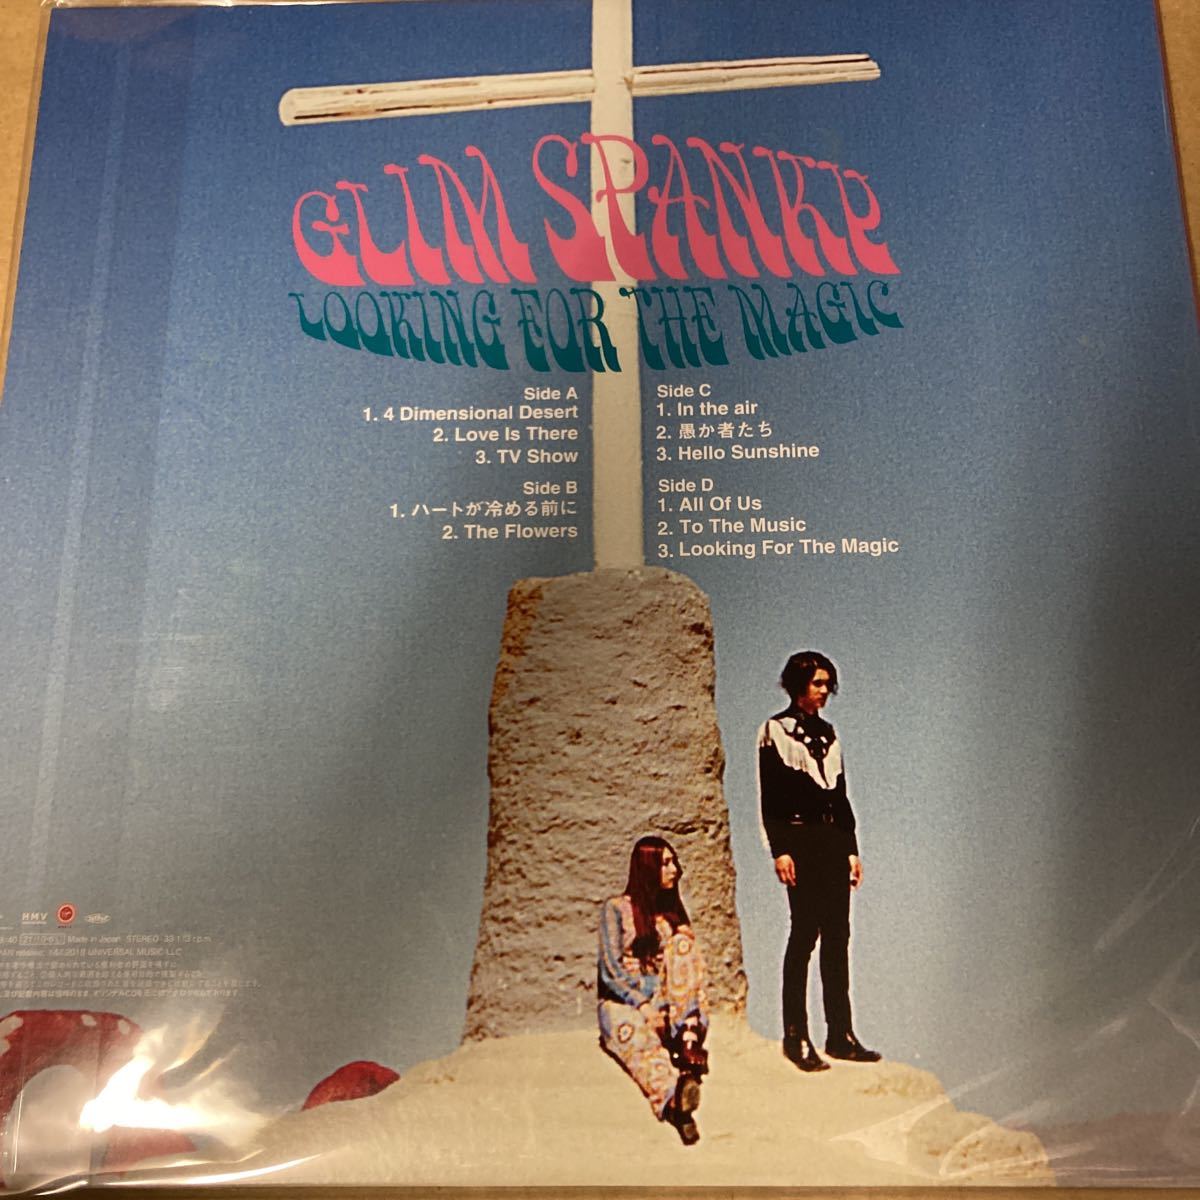 GLIM SPANKY
LOOKING FOR THE MAGIC
Side A
1. 4 Dimensional Desert
2. Love Is There
3. TV Show
Side B
1. ハートが冷める前に
2. The Flowers
Side C
1. In the air
2. 愚か者たち
3. Hello Sunshine
Side D
1. All Of Us
2. To The Music
3. Looking For The Magic
HMV
Made in Japan STEREO 33 1/3 r.p.m.
2018 UNIVERSAL MUSIC LLC